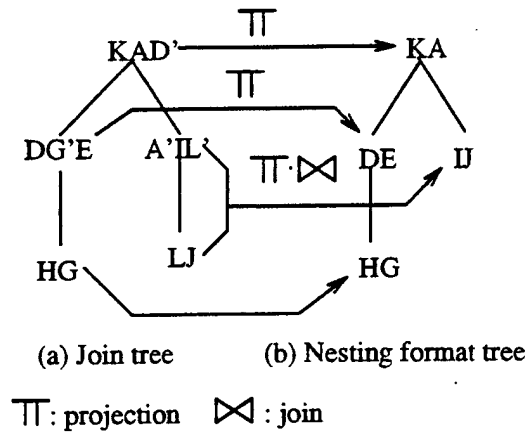 Π
KAD' KA
Π
DG'E A'IL' DE IJ
Π·⋈
LJ
HG HG
(a) Join tree (b) Nesting format tree
Π: projection ⋈: join